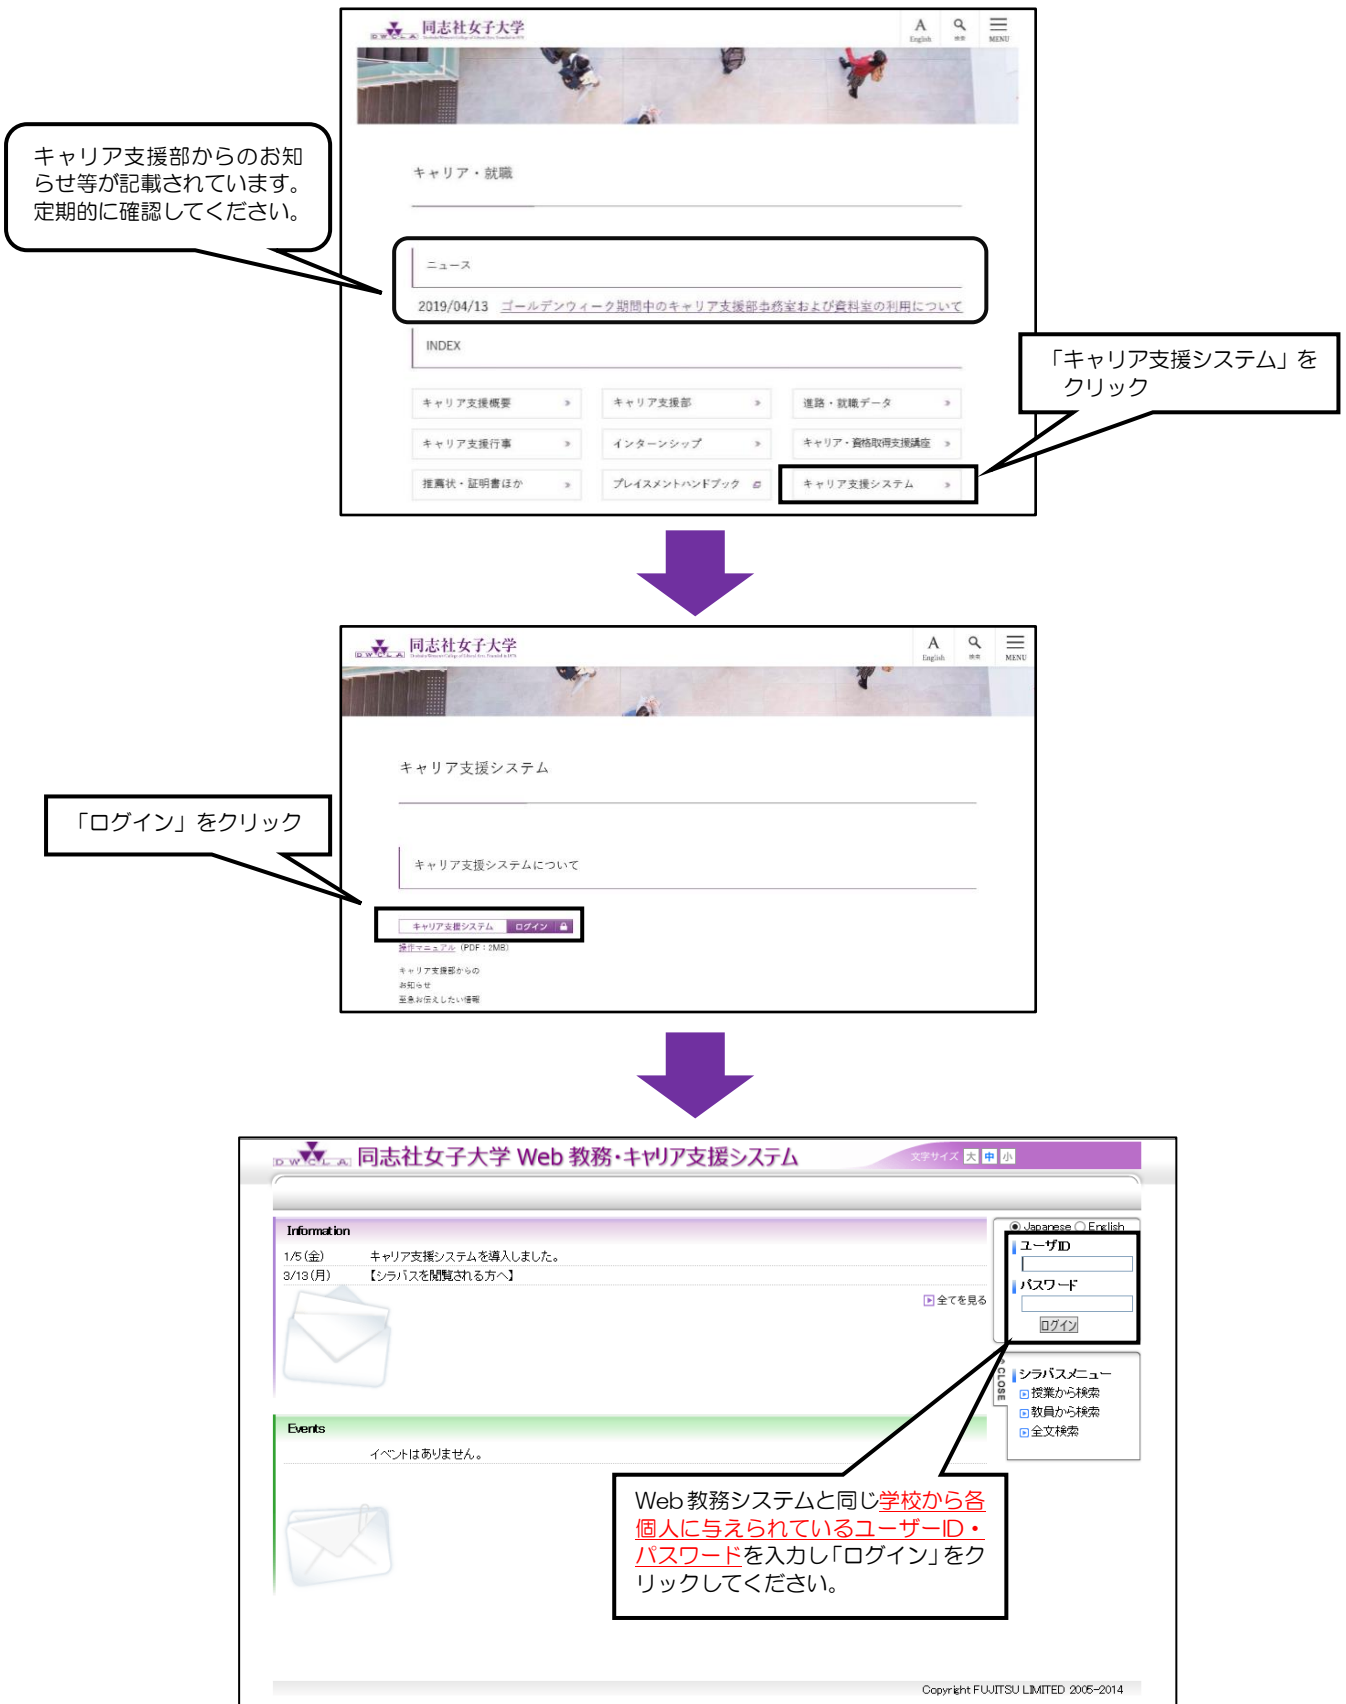 DWCLA 同志社女子大学
A
English
検索
MENU
キャリア支援部からのお知
らせ等が記載されています。
定期的に確認してください。
キャリア・就職
ニュース
2019/04/13 ゴールデンウィーク期間中のキャリア支援部事務室および資料室の利用について
INDEX
「キャリア支援システム」を
クリック
キャリア支援概要
キャリア支援部
進路・就職データ
キャリア支援行事
インターンシップ
キャリア・資格取得支援講座
推薦状・証明書ほか
プレイスメントハンドブック
キャリア支援システム
DWCLA 同志社女子大学
A
English
検索
MENU
キャリア支援システム
「ログイン」をクリック
キャリア支援システムについて
キャリア支援システム ログイン
操作マニュアル (PDF:2MB)
キャリア支援部からの
お知らせ
至急お伝えしたい情報
DWCLA 同志社女子大学 Web 教務・キャリア支援システム
文字サイズ 大 中 小
Information
1/5(金) キャリア支援システムを導入しました。
3/13(月) 【シラバスを閲覧される方へ】
全てを見る
Japanese English
ユーザID
パスワード
ログイン
CLOSE
シラバスメニュー
授業から検索
教員から検索
全文検索
Events
イベントはありません。
Web教務システムと同じ学校から各
個人に与えられているユーザーID・
パスワードを入力し「ログイン」をク
リックしてください。
Copyright FUJITSU LIMITED 2005-2014